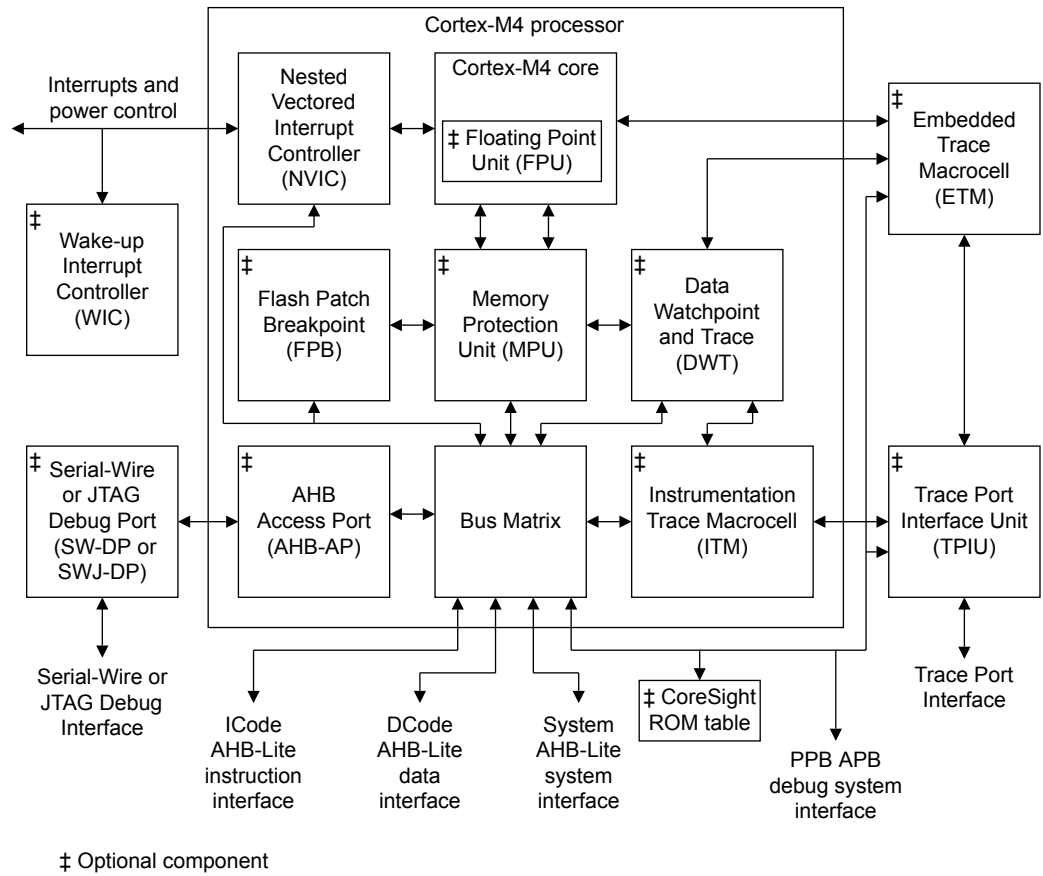 Cortex-M4 processor
Interrupts and
power control
Nested
Vectored
Interrupt
Controller
(NVIC)
Cortex-M4 core
‡ Floating Point
Unit (FPU)
‡
Embedded
Trace
Macrocell
(ETM)
‡
Wake-up
Interrupt
Controller
(WIC)
‡
Flash Patch
Breakpoint
(FPB)
‡
Memory
Protection
Unit (MPU)
‡
Data
Watchpoint
and Trace
(DWT)
‡
Serial-Wire
or JTAG
Debug Port
(SW-DP or
SWJ-DP)
‡
AHB
Access Port
(AHB-AP)
Bus Matrix
‡
Instrumentation
Trace Macrocell
(ITM)
‡
Trace Port
Interface Unit
(TPIU)
Serial-Wire or
JTAG Debug
Interface
ICode
AHB-Lite
instruction
interface
DCode
AHB-Lite
data
interface
System
AHB-Lite
system
interface
‡ CoreSight
ROM table
PPB APB
debug system
interface
Trace Port
Interface
‡ Optional component